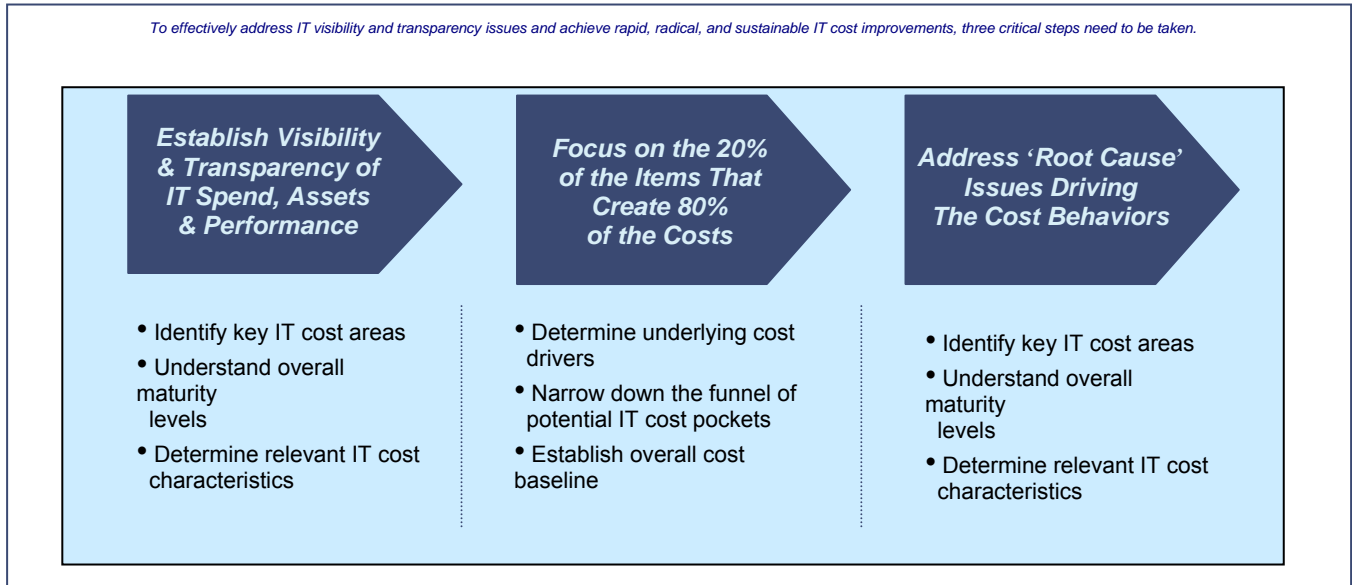 To effectively address IT visibility and transparency issues and achieve rapid, radical, and sustainable IT cost improvements, three critical steps need to be taken.
Establish Visibility
& Transparency of
IT Spend, Assets
& Performance
• Identify key IT cost areas
• Understand overall
maturity
levels
• Determine relevant IT cost
characteristics
Focus on the 20%
of the Items That
Create 80%
of the Costs
• Determine underlying cost
drivers
• Narrow down the funnel of
potential IT cost pockets
• Establish overall cost
baseline
Address ‘Root Cause’
Issues Driving
The Cost Behaviors
• Identify key IT cost areas
• Understand overall
maturity
levels
• Determine relevant IT cost
characteristics